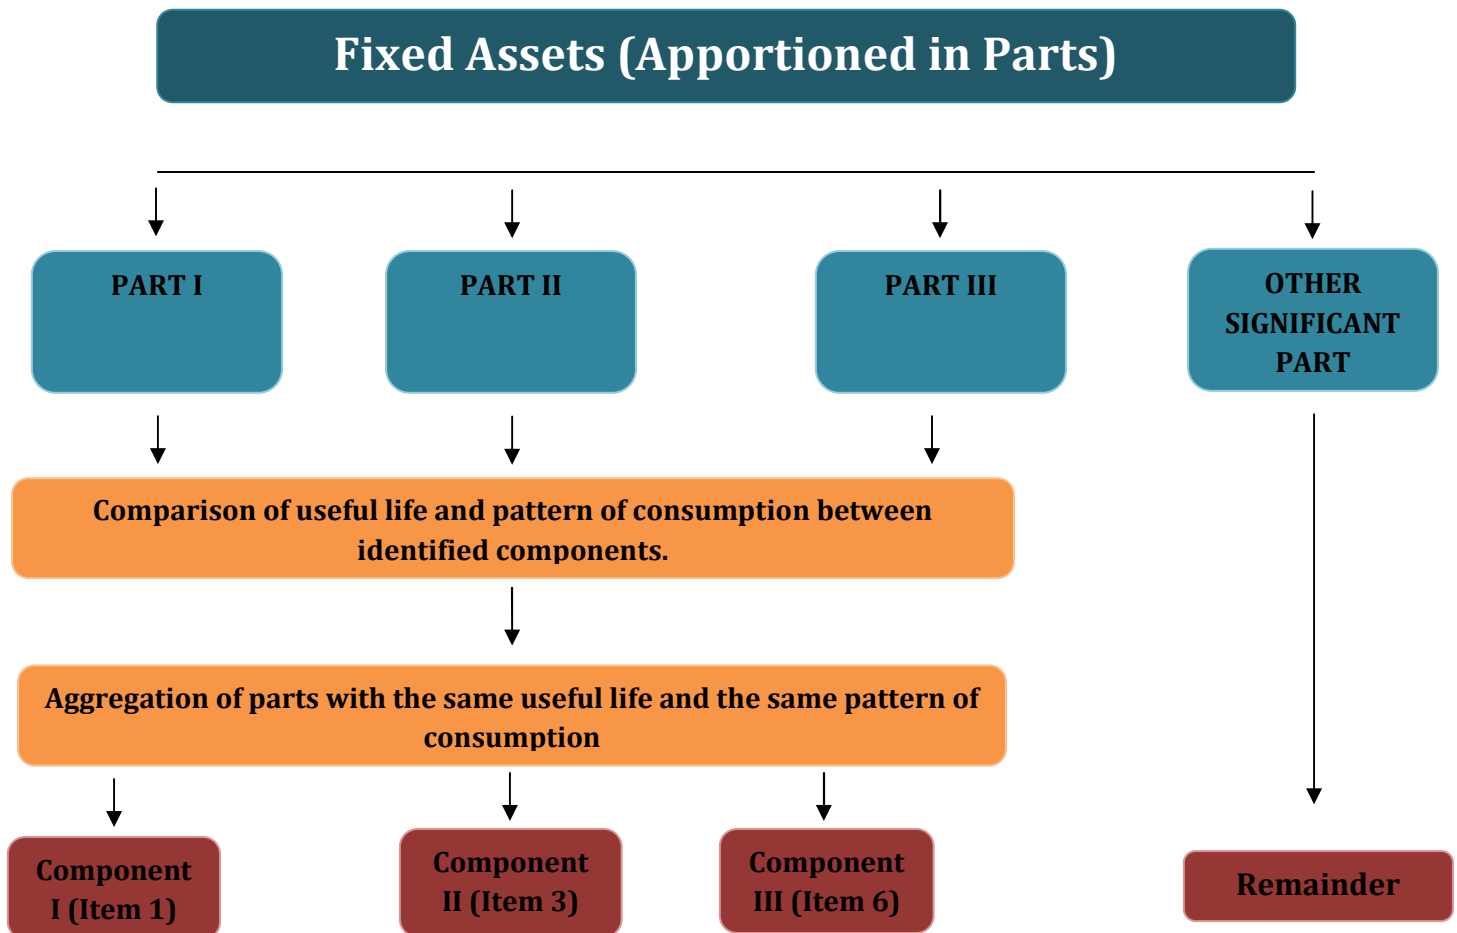 Fixed Assets (Apportioned in Parts)
PART I
PART II
PART III
OTHER
SIGNIFICANT
PART
Comparison of useful life and pattern of consumption between
identified components.
Aggregation of parts with the same useful life and the same pattern of
consumption
Component
I (Item 1)
Component
II (Item 3)
Component
III (Item 6)
Remainder